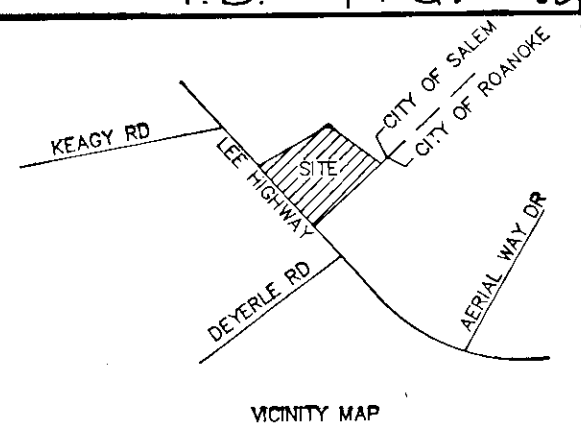 CITY OF SALEM
CITY OF ROANOKE
KEAGY RD
LEE HIGHWAY
SITE
DEYERLE RD
AERIAL WAY DR
VICINITY MAP